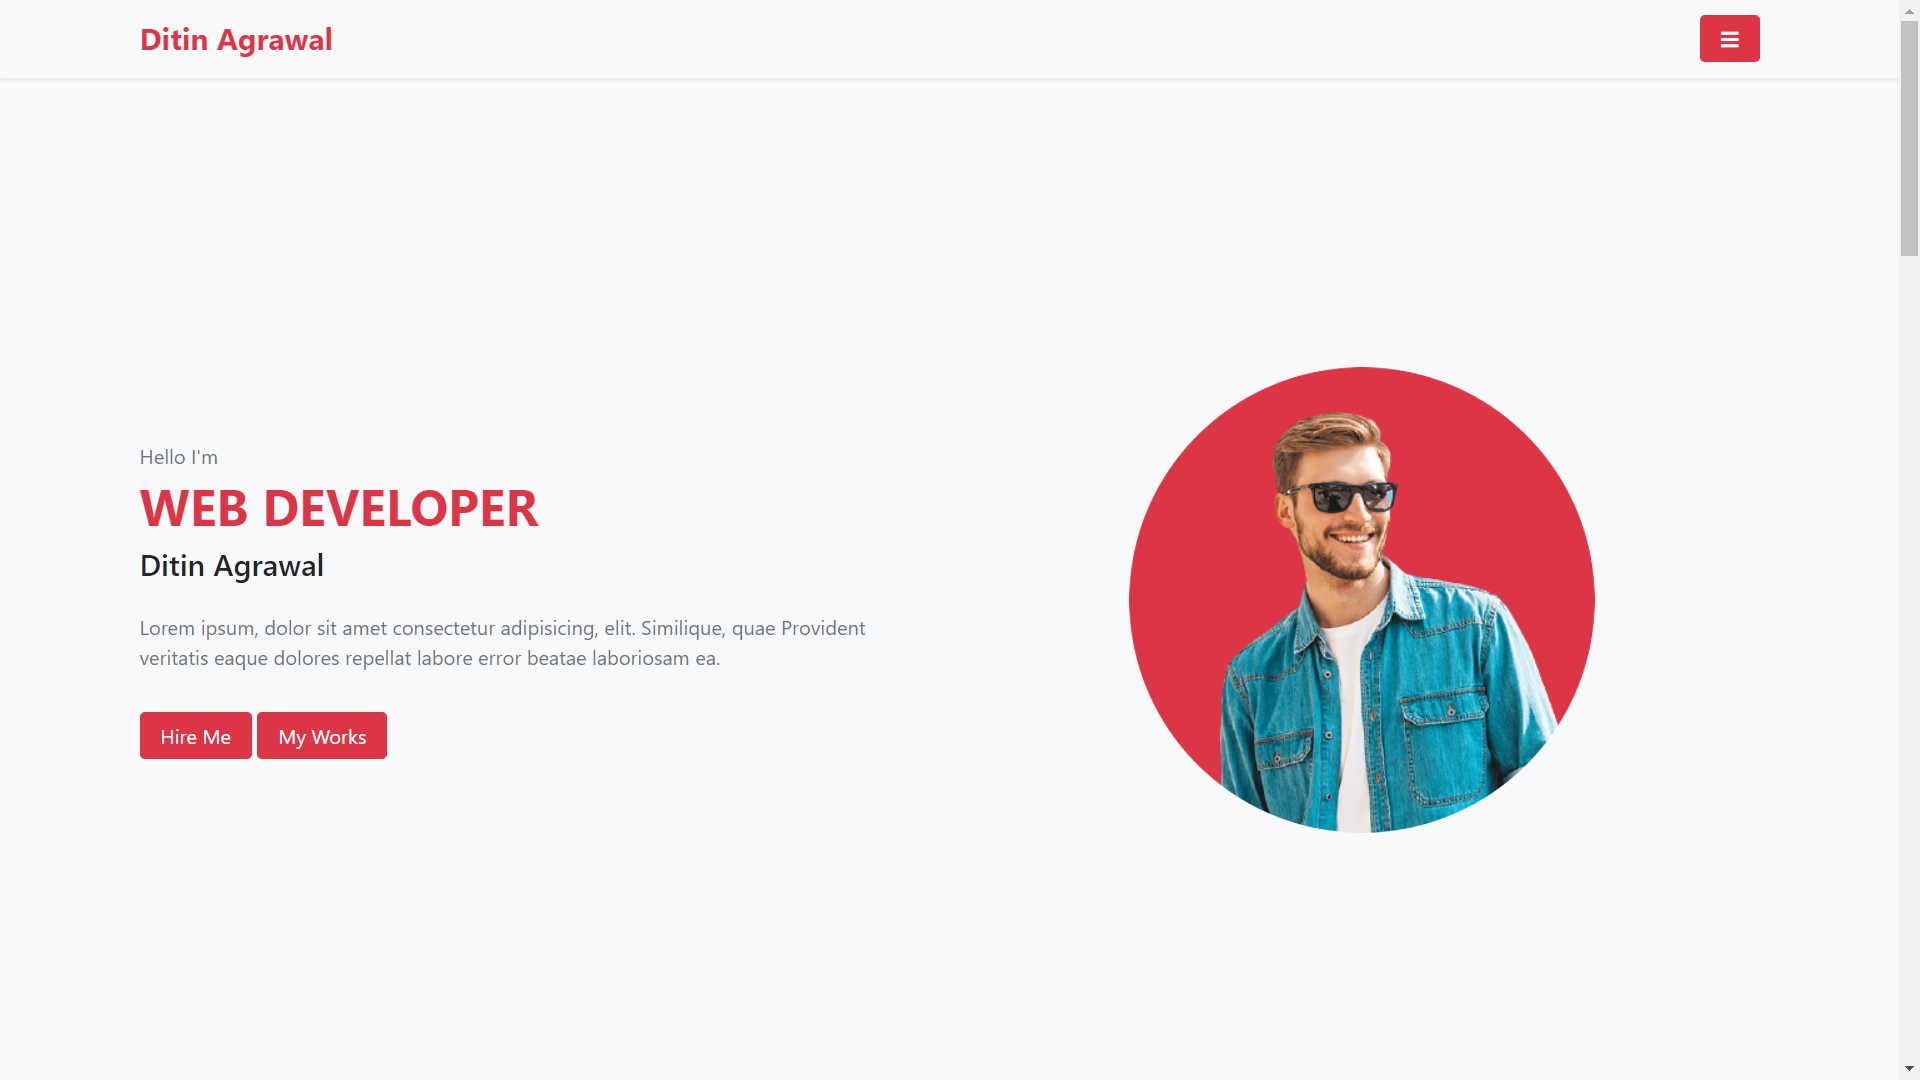 Ditin Agrawal
Hello I'm
WEB DEVELOPER
Ditin Agrawal
Lorem ipsum, dolor sit amet consectetur adipisicing, elit. Similique, quae Provident
veritatis eaque dolores repellat labore error beatae laboriosam ea.
Hire Me
My Works